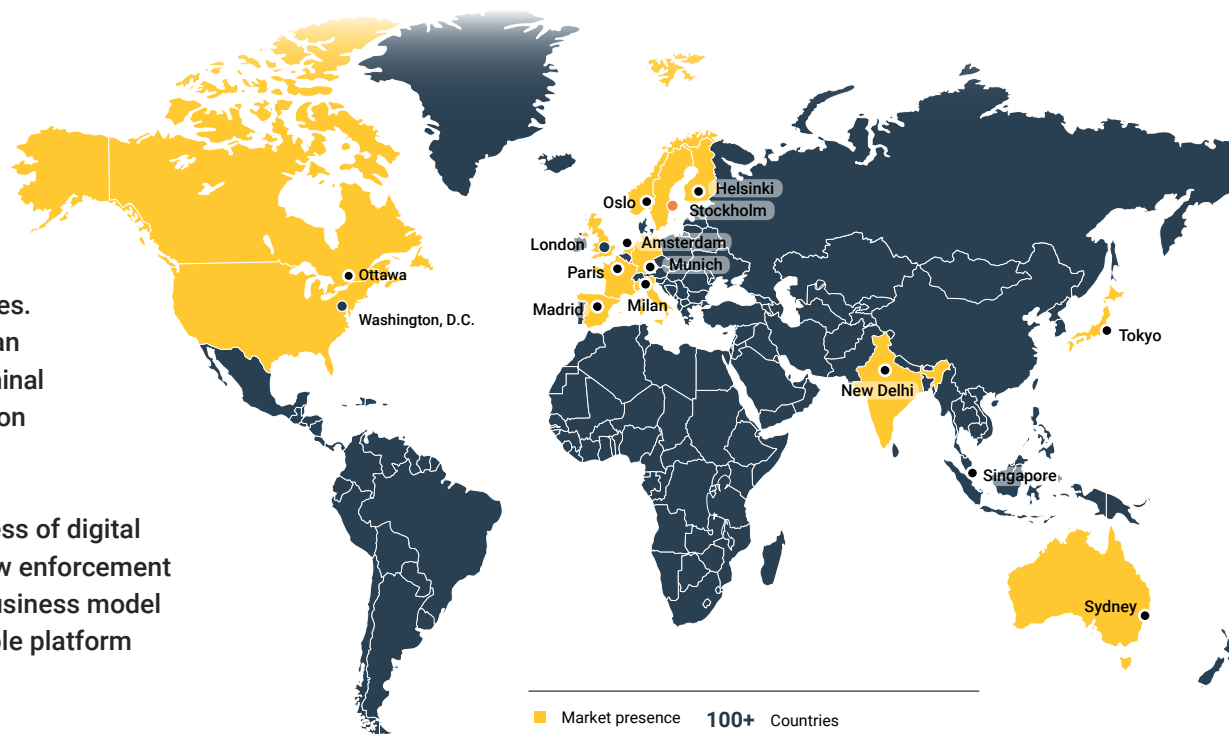 es.
an
ninal
on
ess of digital
w enforcement
usiness model
ole platform
Helsinki
Oslo
Stockholm
London
Amsterdam
Paris
Munich
Ottawa
Madrid
Milan
Washington, D.C.
Tokyo
New Delhi
Singapore
Sydney
Market presence 100+ Countries